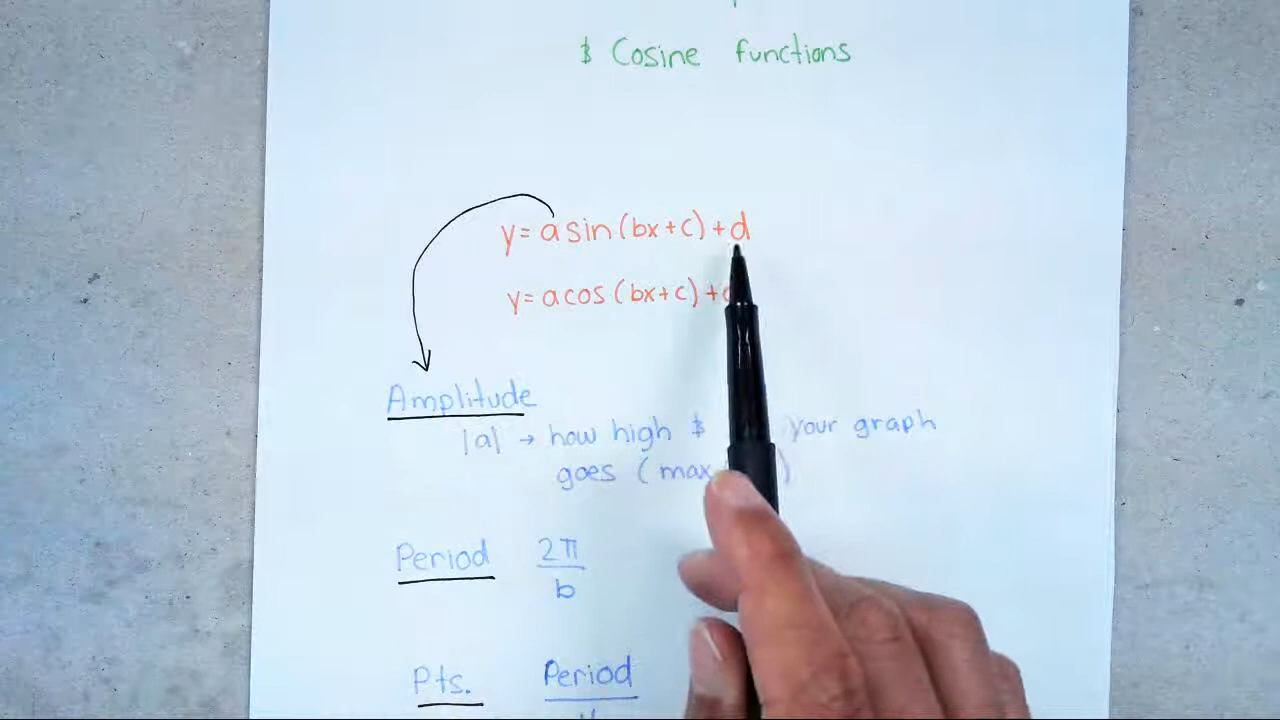 $ Cosine functions
y = a sin (bx + c) + d
y = a cos (bx + c) +
Amplitude
|a| → how high $ your graph
goes (max )
Period 2π
b
Pts. Period